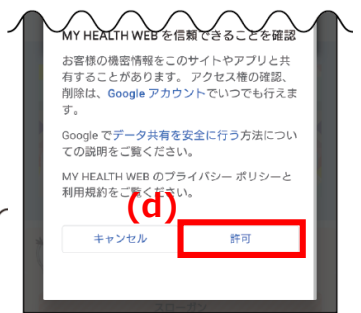 MY HEALTH WEB を信頼できることを確認
お客様の機密情報をこのサイトやアプリと共
有することがあります。 アクセス権の確認、
削除は、Google アカウントでいつでも行えま
す。
Google でデータ共有を安全に行う方法につい
ての説明をご覧ください。
MY HEALTH WEB のプライバシー ポリシーと
利用規約をご覧ください。
(d)
キャンセル
許可
スローガン